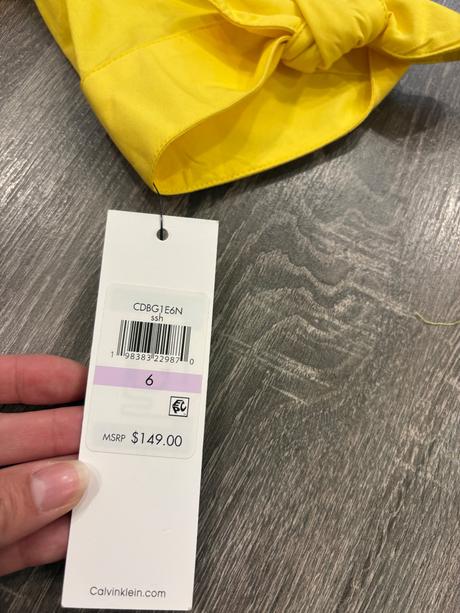 CDBG1E6N
ssh
1 98383 22987 0
6
MSRP $149.00
Calvinklein.com